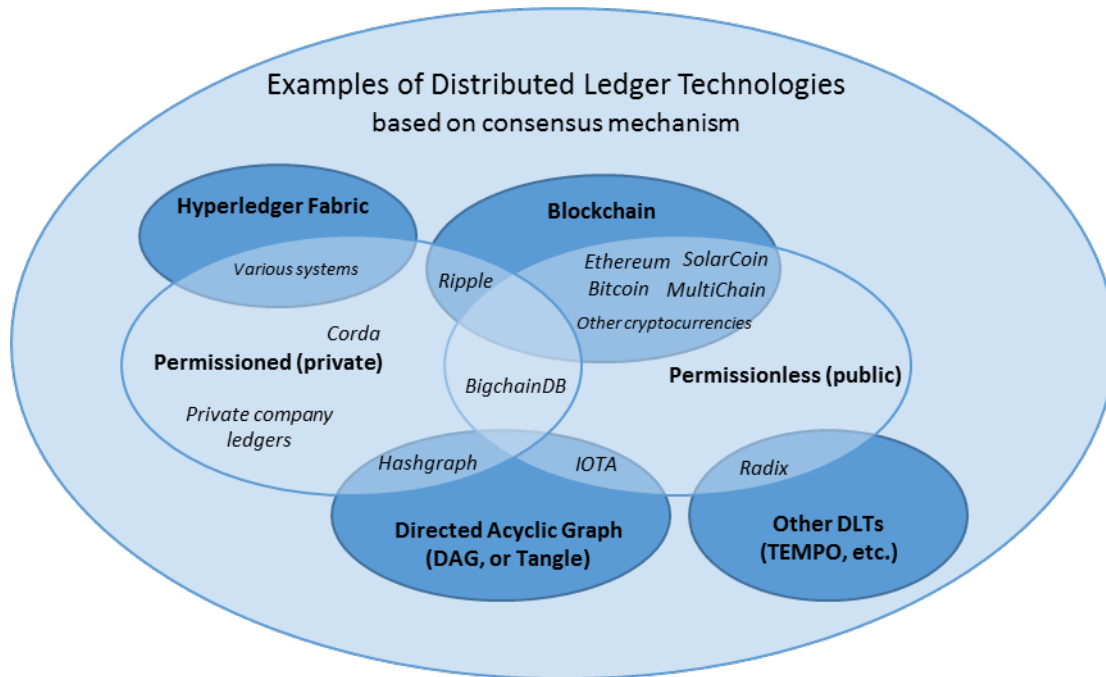 Examples of Distributed Ledger Technologies
based on consensus mechanism
Hyperledger Fabric
Various systems
Blockchain
Ripple
Ethereum
SolarCoin
Bitcoin
MultiChain
Other cryptocurrencies
Corda
Permissioned (private)
Private company
ledgers
BigchainDB
Permissionless (public)
Hashgraph
IOTA
Radix
Directed Acyclic Graph
(DAG, or Tangle)
Other DLTs
(TEMPO, etc.)